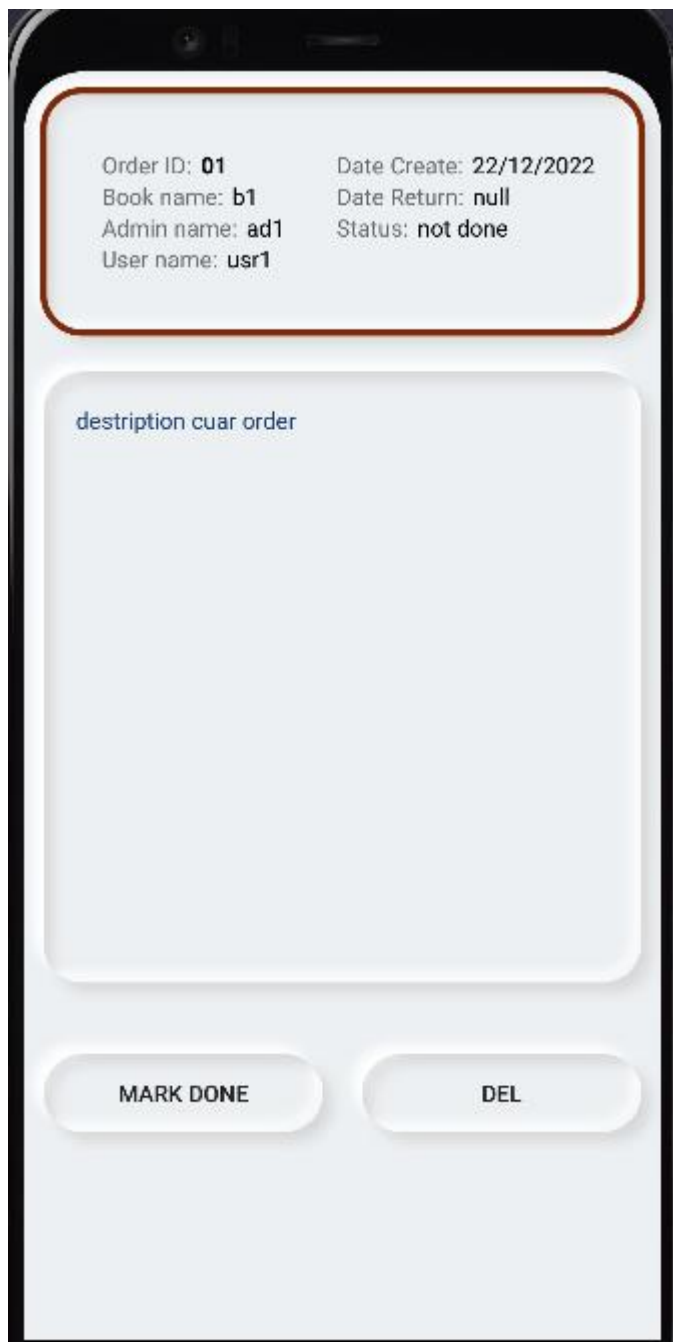 Order ID: 01
Book name: b1
Admin name: ad1
User name: usr1
Date Create: 22/12/2022
Date Return: null
Status: not done
destription cuar order
MARK DONE
DEL